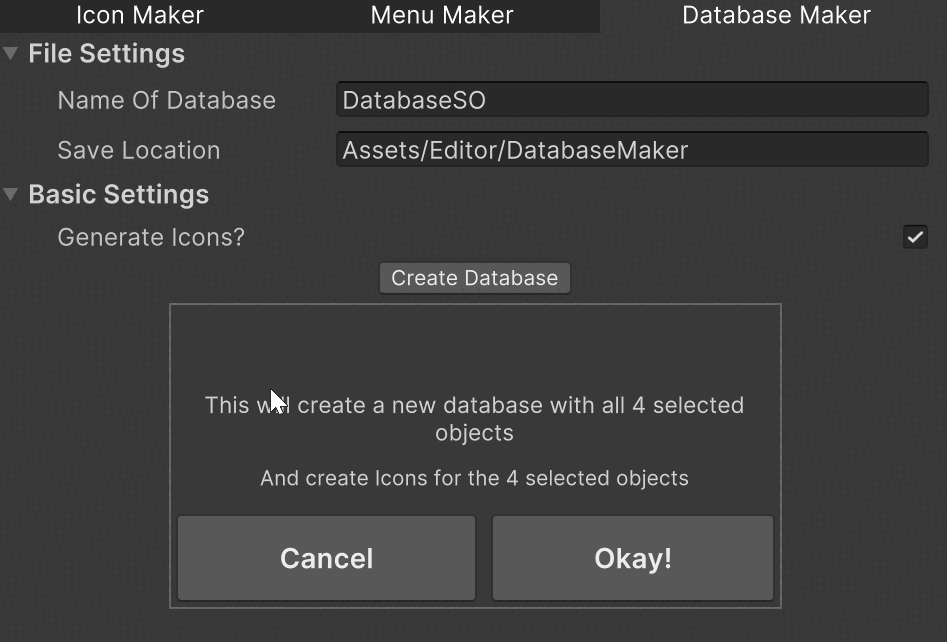 Icon Maker Menu Maker Database Maker
File Settings
Name Of Database DatabaseSO
Save Location Assets/Editor/DatabaseMaker
Basic Settings
Generate Icons?
Create Database
This will create a new database with all 4 selected
objects
And create Icons for the 4 selected objects
Cancel Okay!